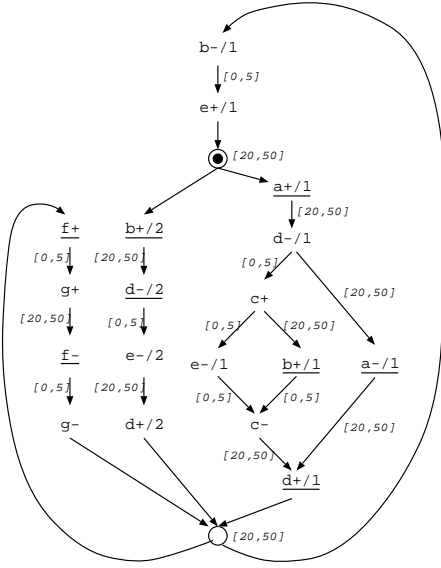 b-/1
[0,5]
e+/1
[20,50]
a+/1
[20,50]
f+
b+/2
d-/1
[0,5]
[20,50]
[0,5]
g+
d-/2
c+
[20,50]
[20,50]
[0,5]
[0,5]
[20,50]
f-
e-/2
e-/1
b+/1
a-/1
[0,5]
[20,50]
[0,5]
[0,5]
g-
d+/2
c-
[20,50]
[20,50]
d+/1
[20,50]